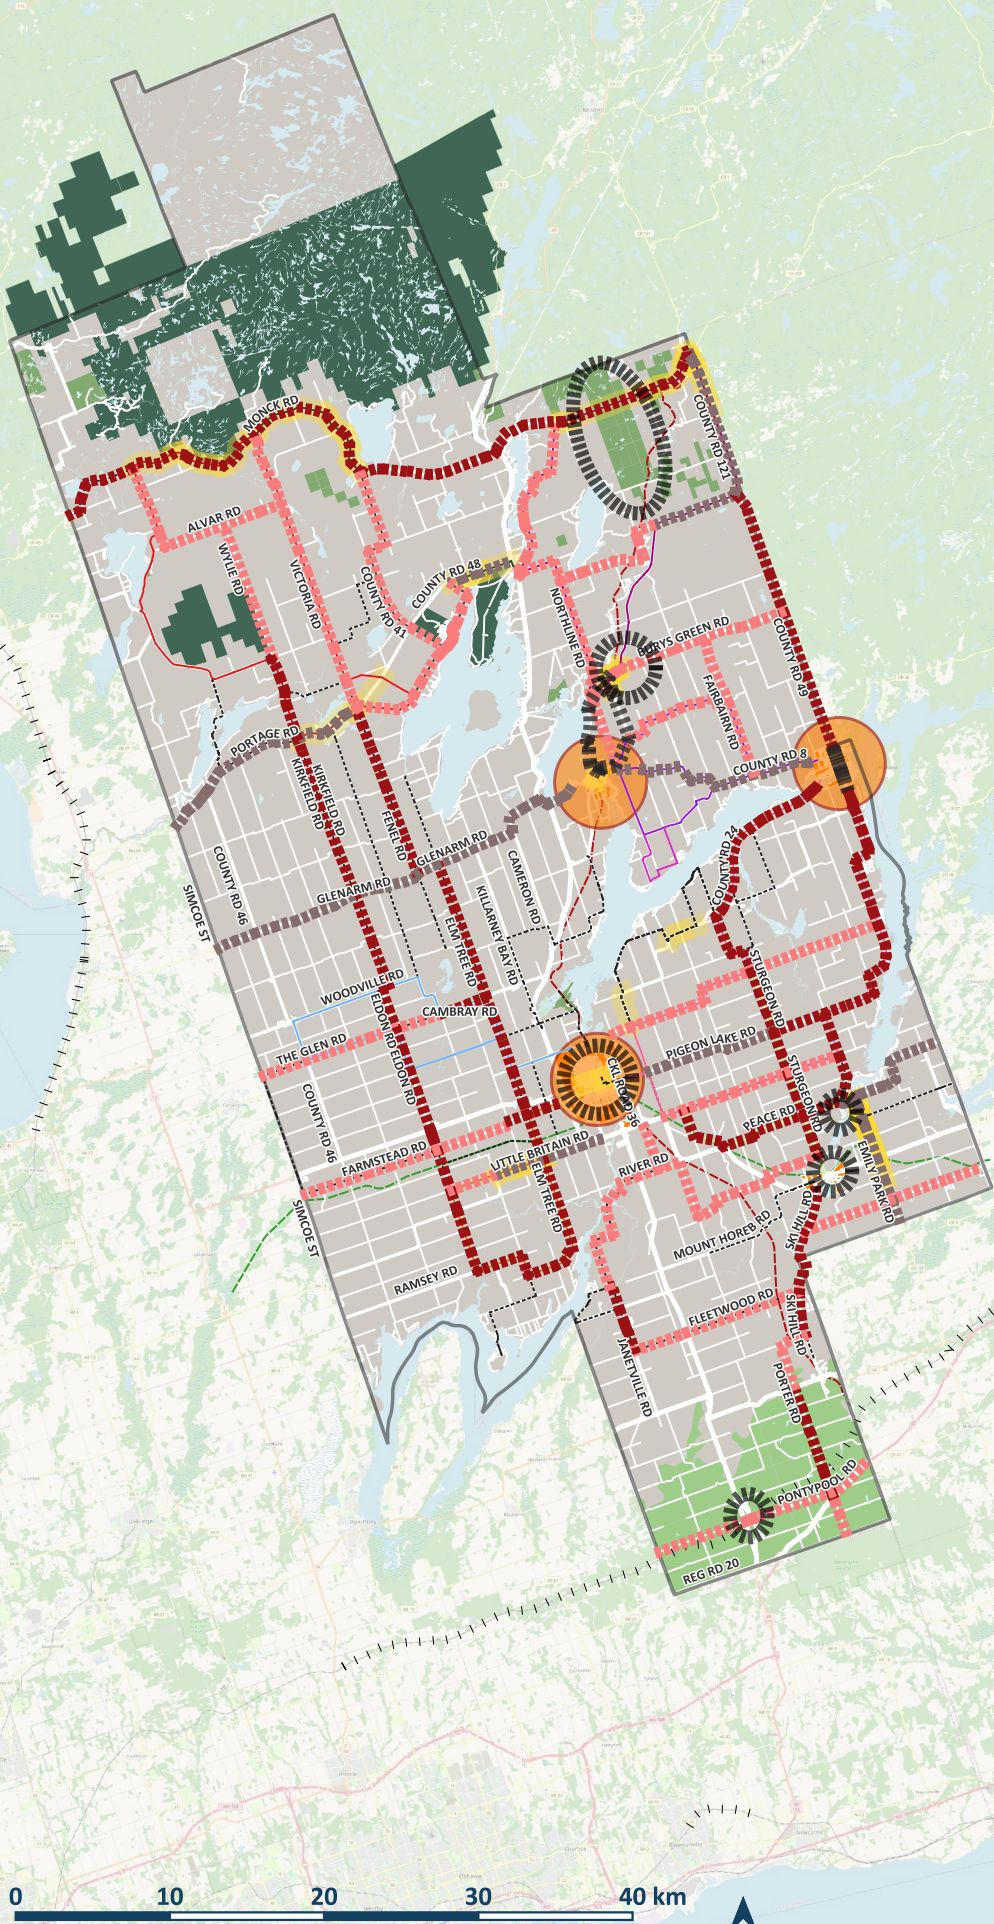 MONCK RD
COUNTY RD 121
ALVAR RD
WYLIE RD
VICTORIA RD
COUNTY RD 48
COUNTY RD 41
NORTHLINE RD
BURYS GREEN RD
COUNTY RD 49
FAIRBAIRN RD
PORTAGE RD
KIRKFIELD RD
KIRKFIELD RD
COUNTY RD 8
FENEL RD
GLENARM RD
GLENARM RD
COUNTY RD 24
COUNTY RD 46
CAMERON RD
SIMCOE ST
KILLARNEY BAY RD
ELM TREE RD
STURGEON RD
WOODVILLE RD
ELDON RD
CAMBRAY RD
THE GLEN RD
PIGEON LAKE RD
ELDON RD
CKL ROAD 36
STURGEON RD
COUNTY RD 46
PEACE RD
FARMSTEAD RD
UTTLE BRITAIN RD
EMILY PARK RD
RIVER RD
ELM TREE RD
SIMCOE ST
SKI HILL RD
MOUNT HOREB RD
RAMSEY RD
FLEETWOOD RD
SKI HILL RD
JANETVILLE RD
PORTER RD
PONTYPOOL RD
REG RD 20
0 10 20 30 40 km